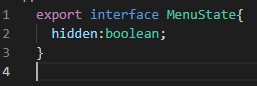 1 export interface MenuState{
2   hidden:boolean;
3 }
4